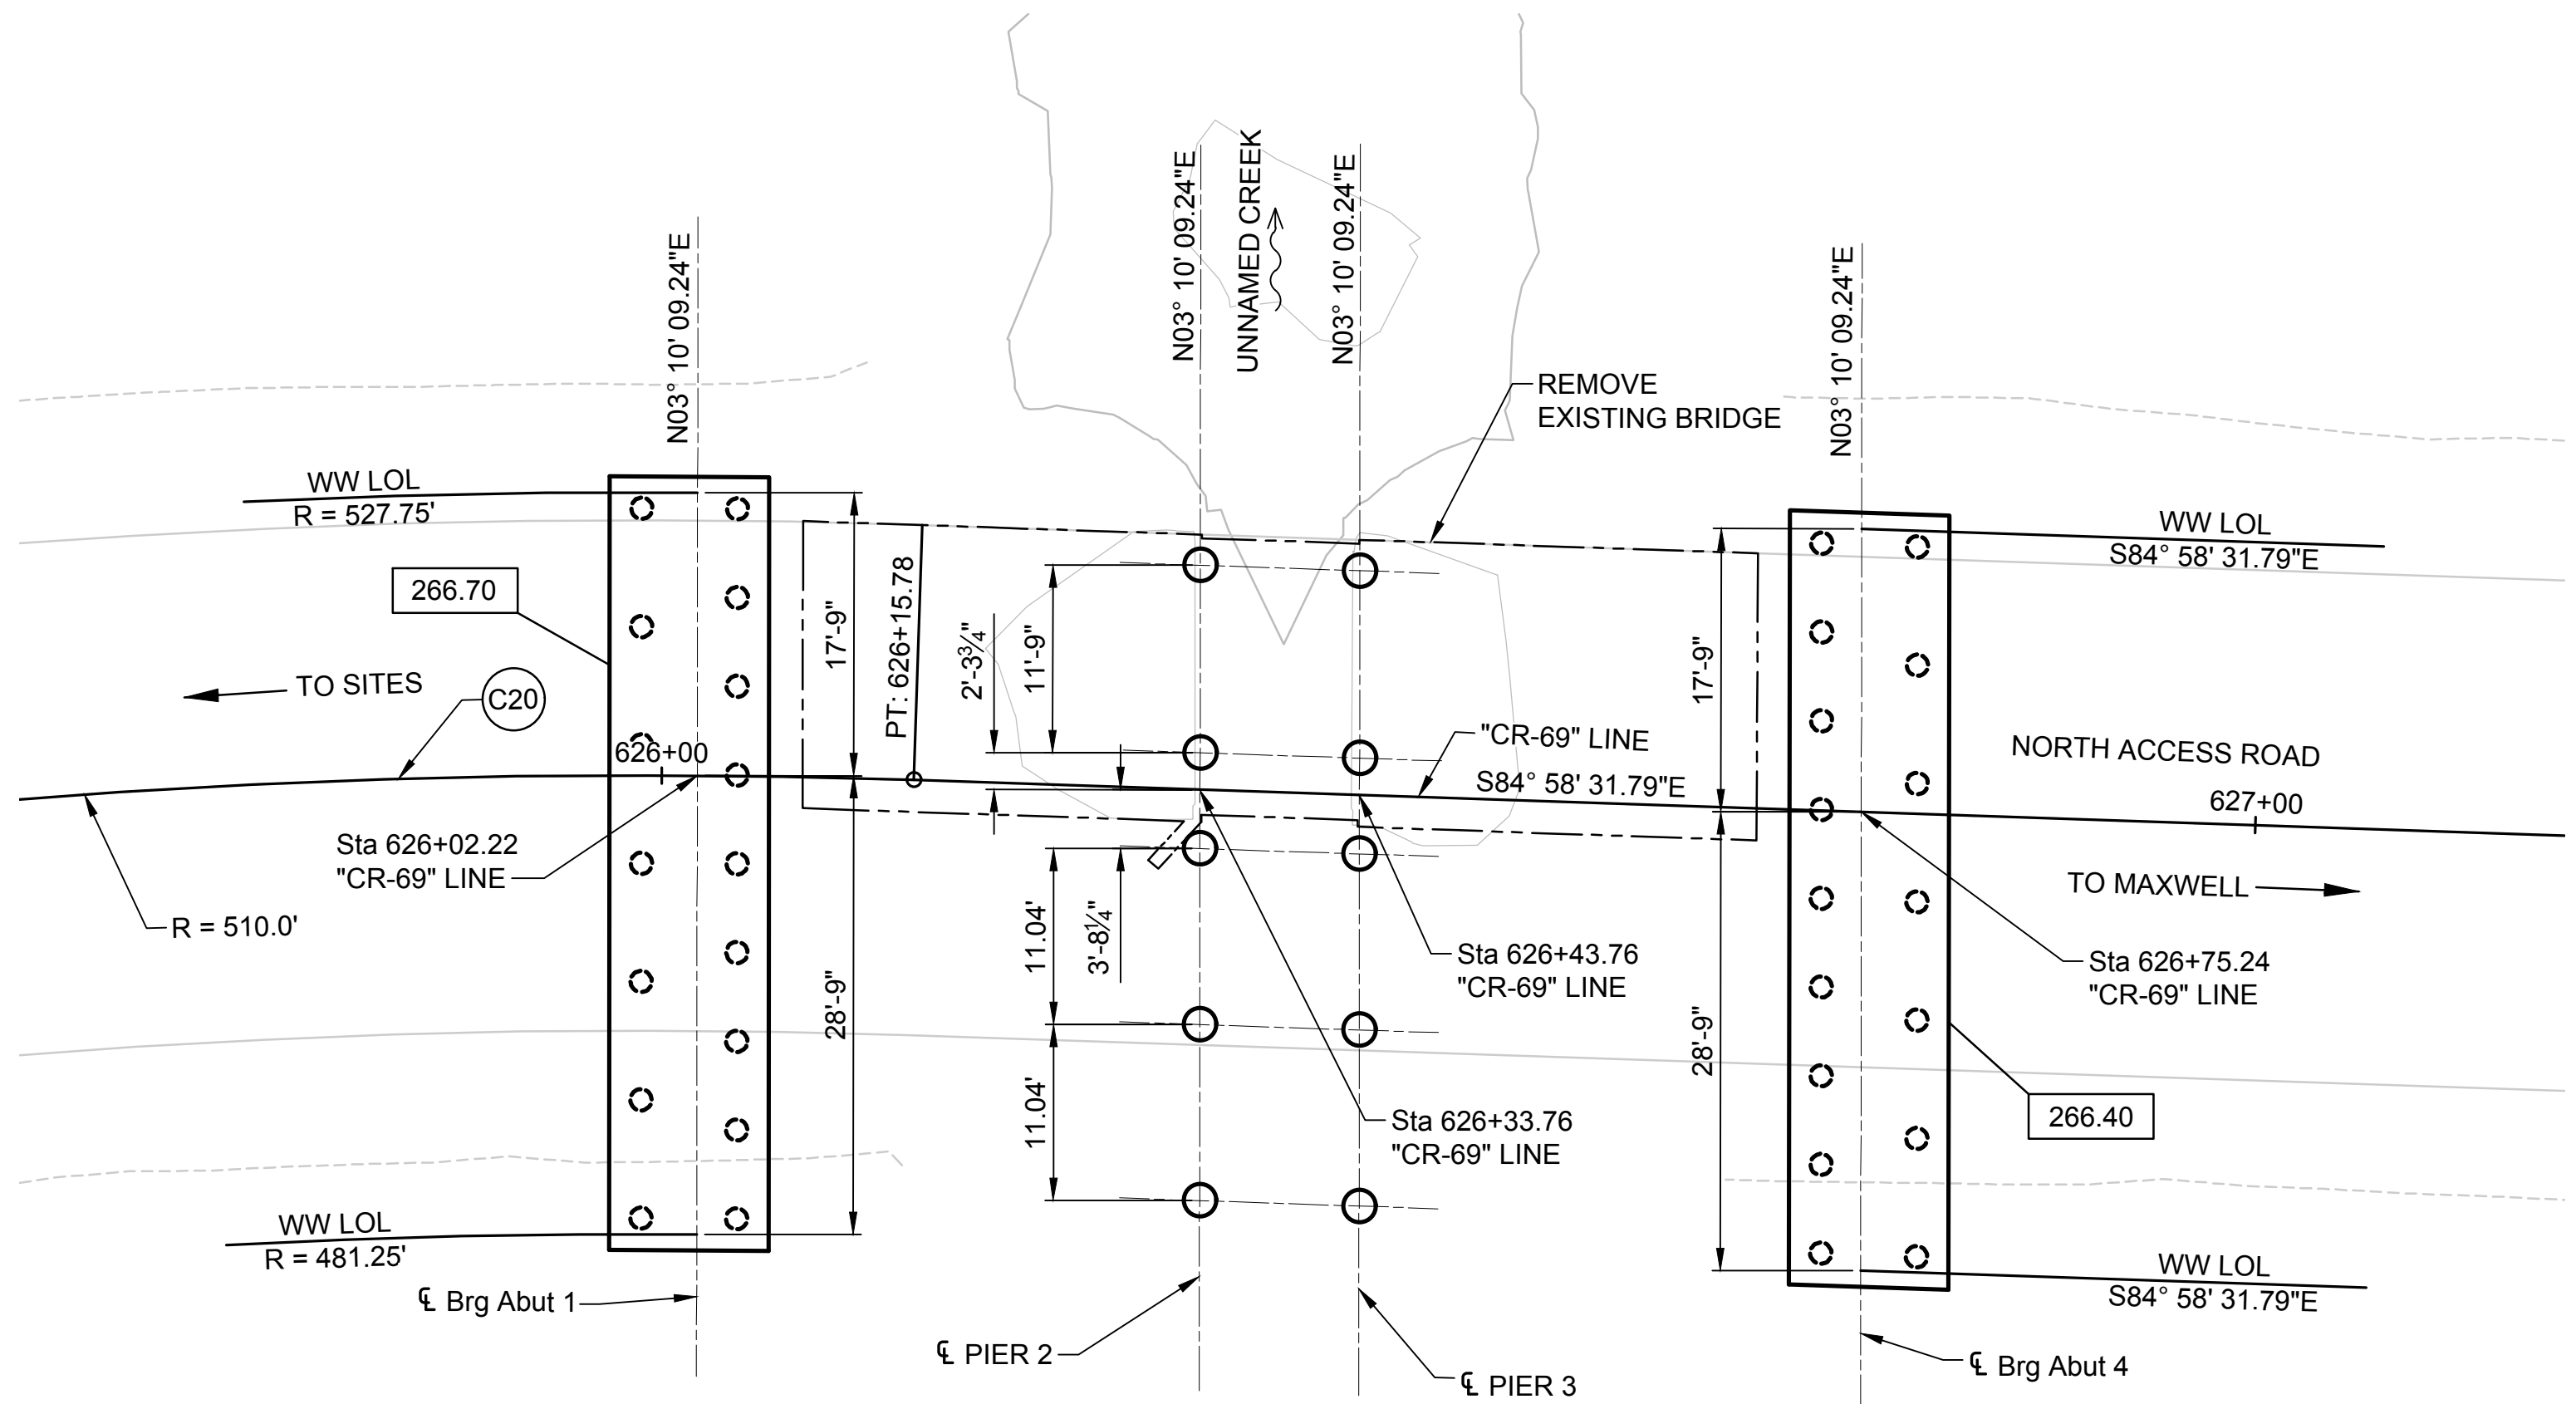 N03° 10' 09.24"E
N03° 10' 09.24"E
UNNAMED CREEK
N03° 10' 09.24"E
N03° 10' 09.24"E
REMOVE
EXISTING BRIDGE
WW LOL
R = 527.75'
WW LOL
S84° 58' 31.79"E
266.70
17'-9"
PT: 626+15.78
2'-3¾"
11'-9"
17'-9"
TO SITES
C20
626+00
"CR-69" LINE
S84° 58' 31.79"E
NORTH ACCESS ROAD
627+00
Sta 626+02.22
"CR-69" LINE
R = 510.0'
TO MAXWELL
28'-9"
11.04'
3'-8¼"
Sta 626+43.76
"CR-69" LINE
Sta 626+75.24
"CR-69" LINE
28'-9"
11.04'
Sta 626+33.76
"CR-69" LINE
266.40
WW LOL
R = 481.25'
WW LOL
S84° 58' 31.79"E
℄ Brg Abut 1
℄ PIER 2
℄ PIER 3
℄ Brg Abut 4